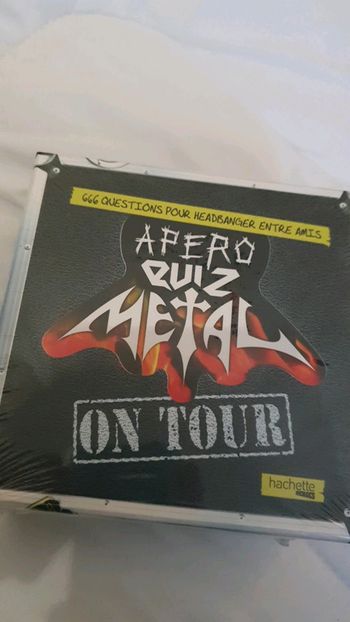 666 QUESTIONS POUR HEADBANGER ENTRE AMIS
APERO
QUIZ
METAL
ON TOUR
hachette